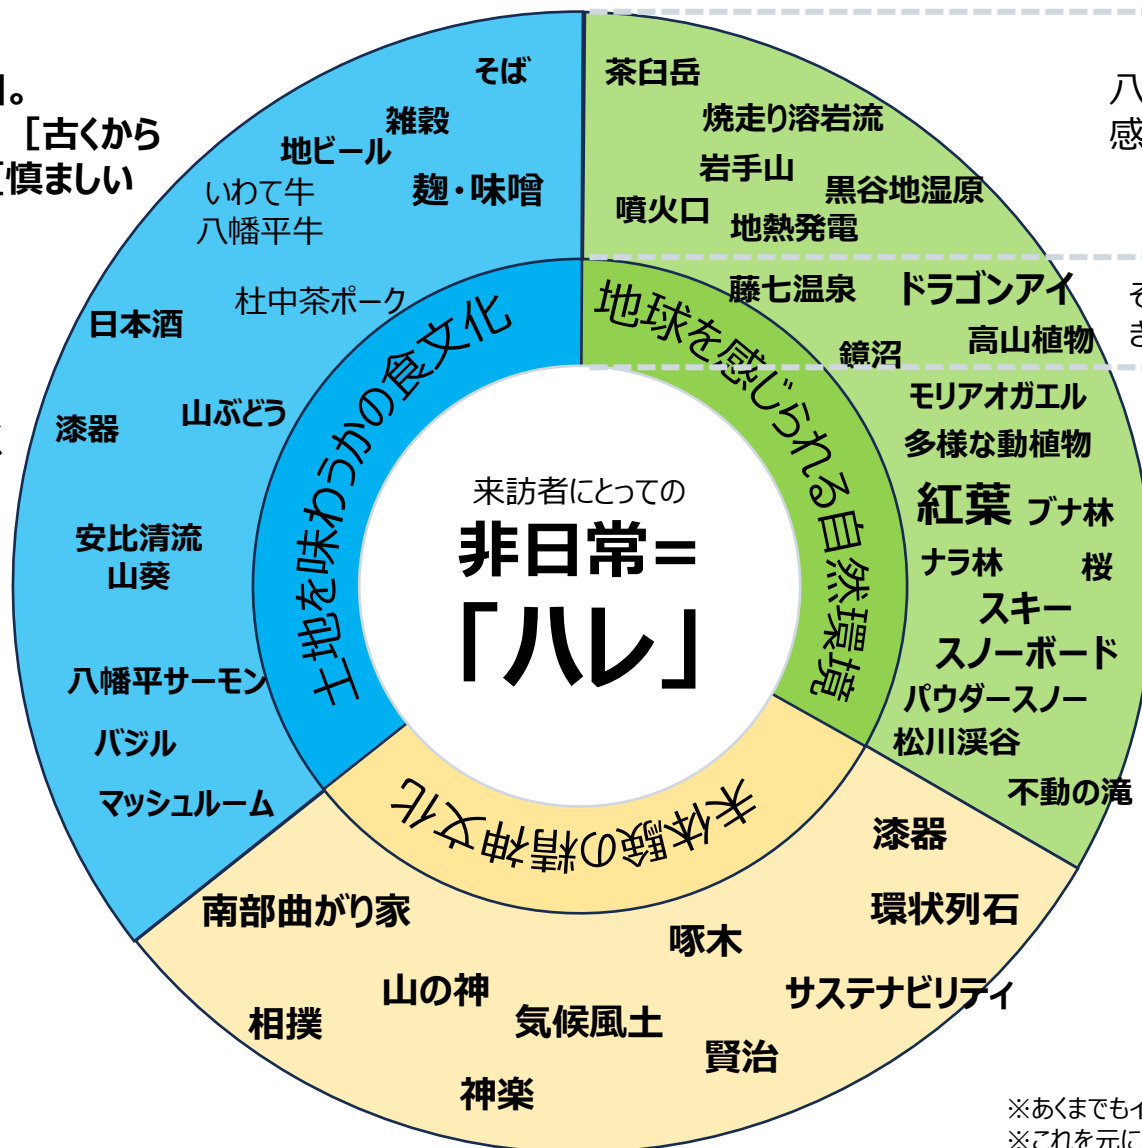 。
［古くから
［慎ましい
そば
雑穀
地ビール
いわて牛
八幡平牛
麹・味噌
杜中茶ポーク
日本酒
山ぶどう
漆器
安比清流
山葵
八幡平サーモン
バジル
マッシュルーム
土地を味わうかの食文化
茶臼岳
焼走り溶岩流
岩手山
黒谷地湿原
噴火口
地熱発電
藤七温泉
ドラゴンアイ
鏡沼
高山植物
モリアオガエル
多様な動植物
紅葉
ブナ林
ナラ林
桜
スキー
スノーボード
パウダースノー
松川渓谷
不動の滝
地球を感じられる自然環境
来訪者にとっての
非日常＝
「ハレ」
未体験の精神文化
漆器
環状列石
南部曲がり家
啄木
山の神
サステナビリティ
相撲
気候風土
賢治
神楽
八
感
そ
き
※あくまでもイ
※これを元に